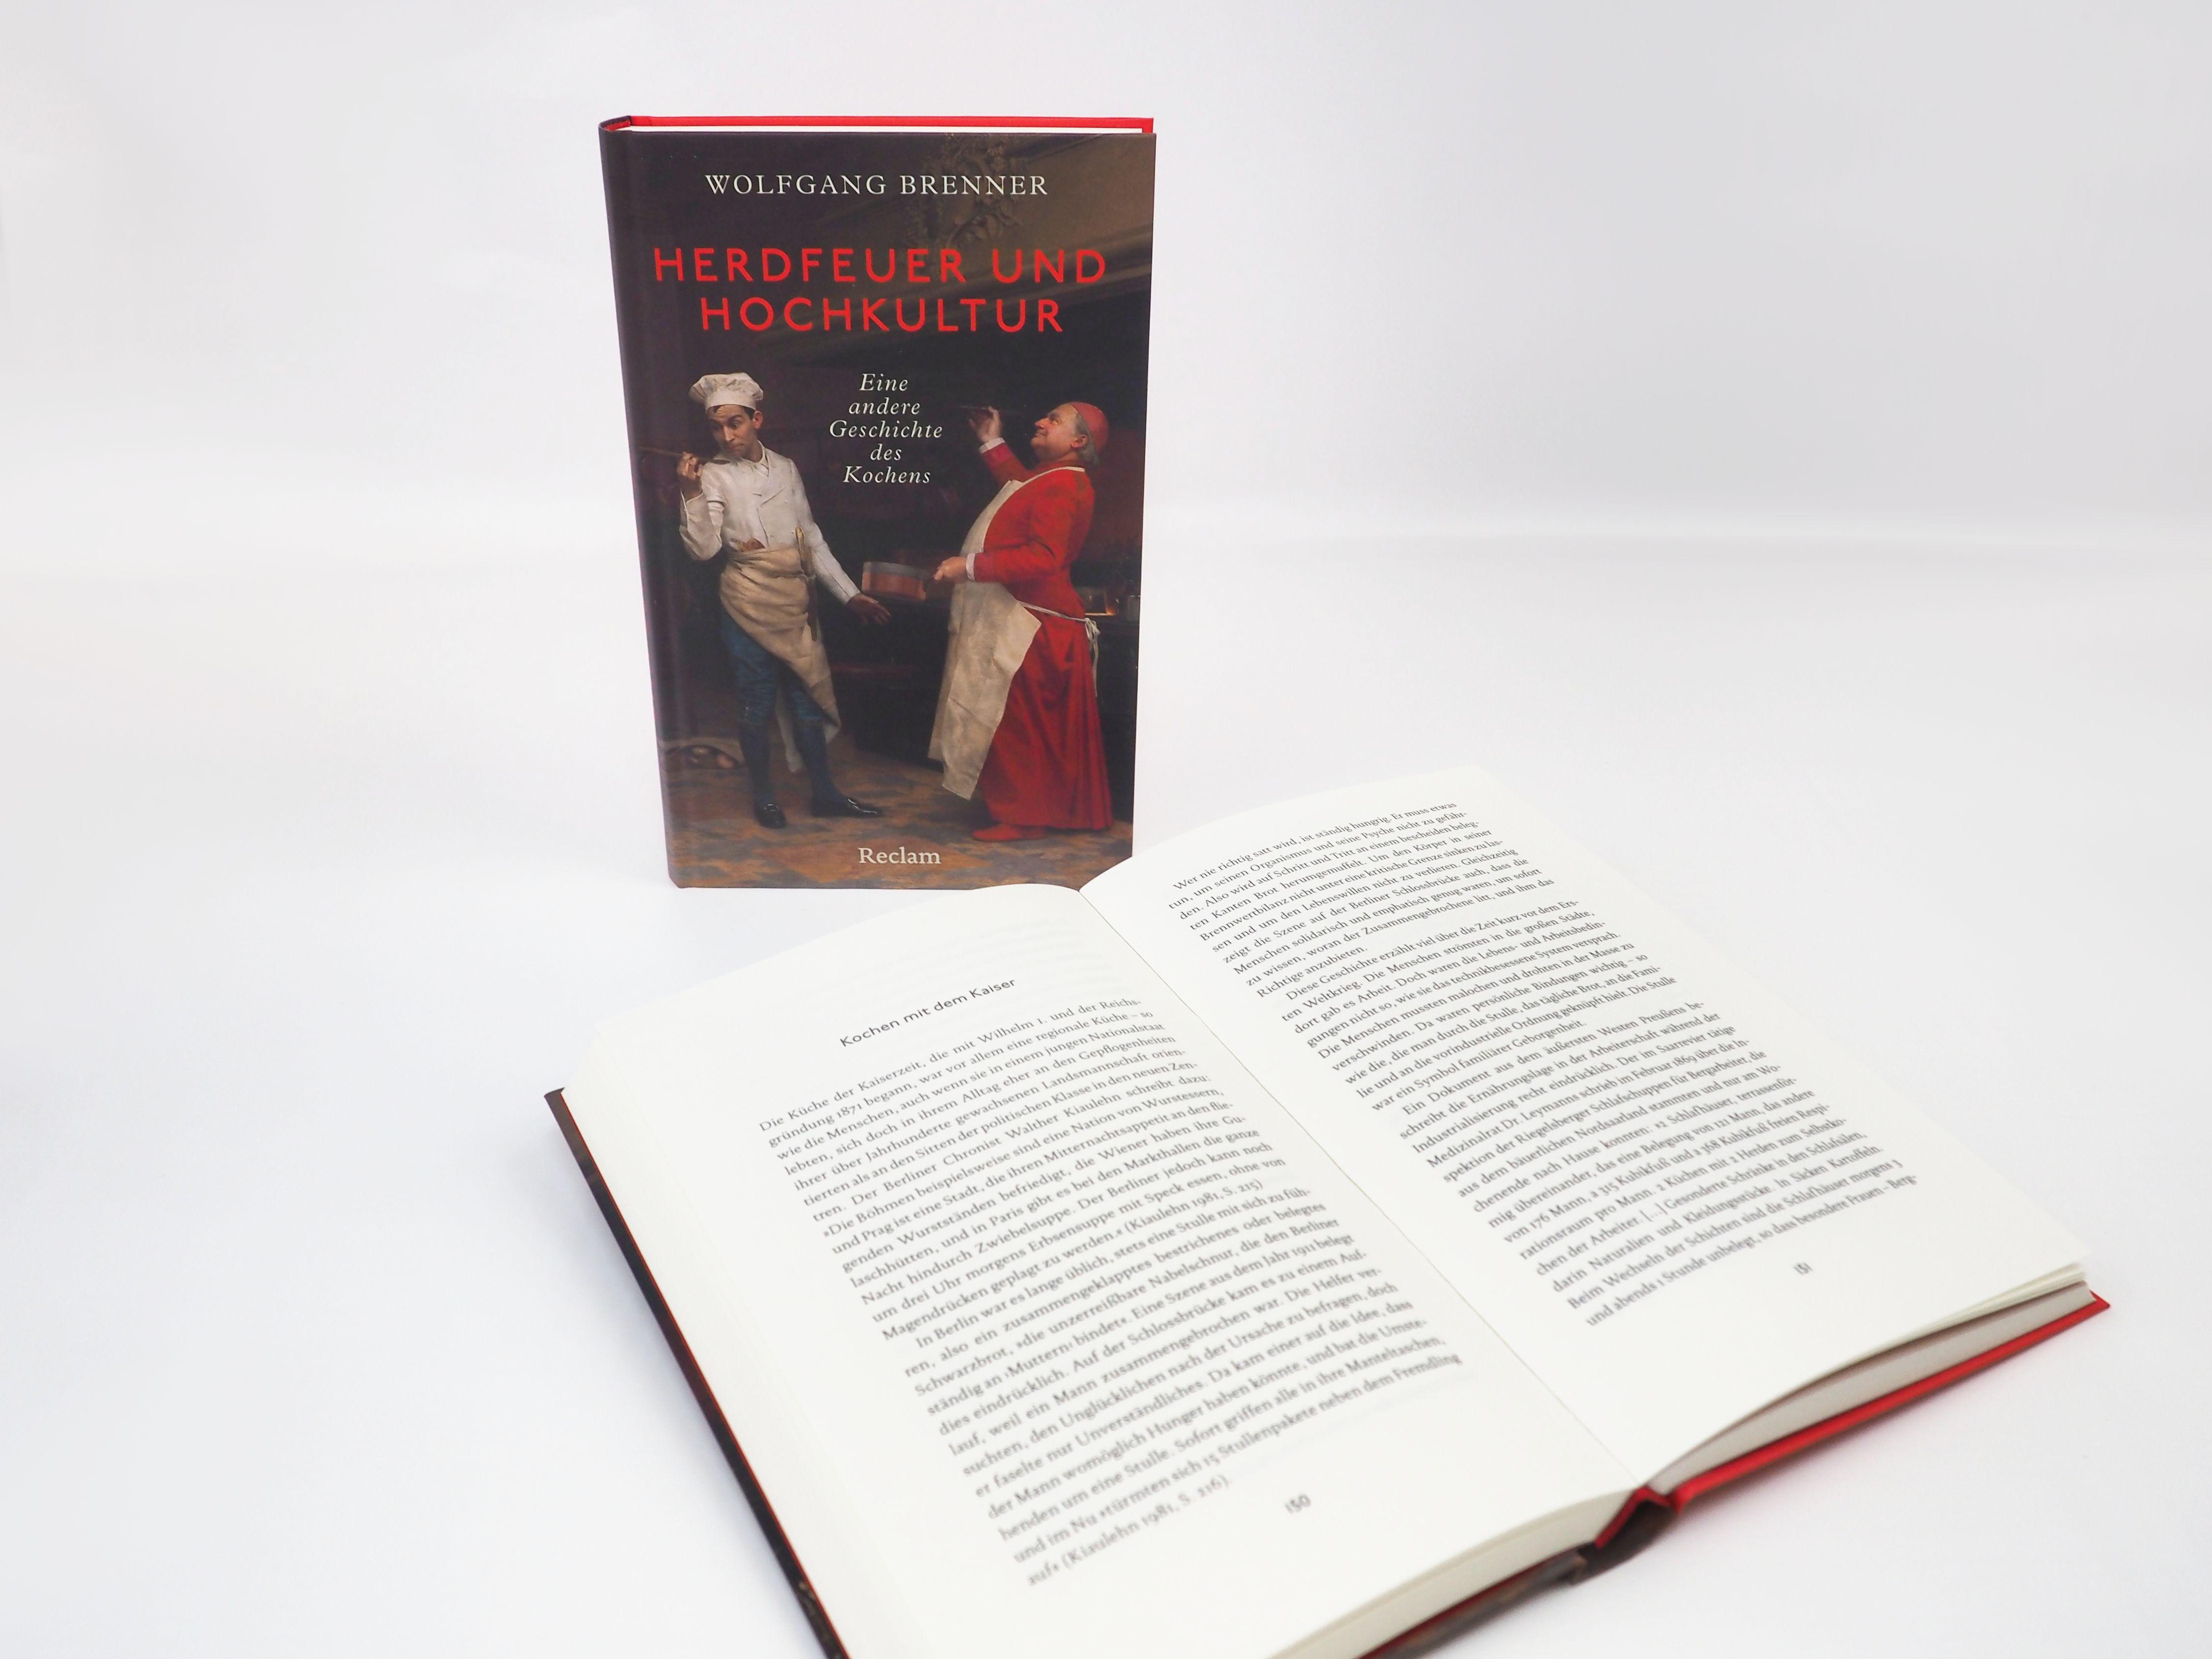 WOLFGANG BRENNER
HERDFEUER UND
HOCHKULTUR
Eine
andere
Geschichte
des
Kochens
Reclam
Kochen mit dem Kaiser
Die Küche der Kaiserzeit, die mit Wilhelm I. und der Reichs-
gründung 1871 begann, war vor allem eine regionale Küche – so
wie die Menschen, auch wenn sie in einem jungen Nationalstaat
lebten, sich doch in ihrem Alltag eher an den Gepflogenheiten
ihrer über Jahrhunderte gewachsenen Landsmannschaft orien-
tierten als an den Sitten der politischen Klasse in den neuen Zen-
tren. Der Berliner Chronist Walther Kiaulehn schreibt dazu:
»Die Böhmen beispielsweise sind eine Nation von Wurstessern,
und Prag ist eine Stadt, die ihren Mitternachtsappetit an den flie-
genden Wurstständen befriedigt, die Wiener haben ihre Gu-
laschhütten, und in Paris gibt es bei den Markthallen die ganze
Nacht hindurch Zwiebelsuppe. Der Berliner jedoch kann noch
um drei Uhr morgens Erbsensuppe mit Speck essen, ohne von
Magendrücken geplagt zu werden.« (Kiaulehn 1981, S. 215)
In Berlin war es lange üblich, stets eine Stulle mit sich zu füh-
ren, also ein zusammengeklapptes bestrichenes oder belegtes
Schwarzbrot, »die unzerreißbare Nabelschnur, die den Berliner
ständig an ›Muttern‹ bindet«. Eine Szene aus dem Jahr 1911 belegt
dies eindrücklich. Auf der Schlossbrücke kam es zu einem Auf-
lauf, weil ein Mann zusammengebrochen war. Die Helfer ver-
suchten, den Unglücklichen nach der Ursache zu befragen, doch
er faselte nur Unverständliches. Da kam einer auf die Idee, dass
der Mann womöglich Hunger haben könnte, und bat die Umste-
henden um eine Stulle. Sofort griffen alle in ihre Manteltaschen,
und im Nu »türmten sich 15 Stullenpakete neben dem Fremdling
auf« (Kiaulehn 1981, S. 216).
150
Wer nie richtig satt wird, ist ständig hungrig. Er muss etwas
tun, um seinen Organismus und seine Psyche nicht zu gefähr-
den. Also wird auf Schritt und Tritt an einem bescheiden beleg-
ten Kanten Brot herumgemuffelt. Um den Körper in seiner
Brennwertbilanz nicht unter eine kritische Grenze sinken zu las-
sen und um den Lebenswillen nicht zu verlieren. Gleichzeitig
zeigt die Szene auf der Berliner Schlossbrücke auch, dass die
Menschen solidarisch und emphatisch genug waren, um sofort
zu wissen, woran der Zusammengebrochene litt, und ihm das
Richtige anzubieten.
Diese Geschichte erzählt viel über die Zeit kurz vor dem Ers-
ten Weltkrieg. Die Menschen strömten in die großen Städte,
dort gab es Arbeit. Doch waren die Lebens- und Arbeitsbedin-
gungen nicht so, wie sie das technikbesessene System versprach.
Die Menschen mussten malochen und drohten in der Masse zu
verschwinden. Da waren persönliche Bindungen wichtig – so
wie die, die man durch die Stulle, das tägliche Brot, an die Fami-
lie und an die vorindustrielle Ordnung geknüpft hielt. Die Stulle
war ein Symbol familiärer Geborgenheit.
Ein Dokument aus dem äußersten Westen Preußens be-
schreibt die Ernährungslage in der Arbeiterschaft während der
Industrialisierung recht eindrücklich. Der im Saarrevier tätige
Medizinalrat Dr. Leymanns schrieb im Februar 1869 über die In-
spektion der Riegelsberger Schlafschuppen für Bergarbeiter, die
aus dem bäuerlichen Nordsaarland stammten und nur am Wo-
chenende nach Hause konnten: »2 Schlafhäuser, terrassenför-
mig übereinander, das eine Belegung von 121 Mann, das andere
von 176 Mann, a 315 Kubikfuß und a 368 Kubikfuß freien Respi-
rationsraum pro Mann. 2 Küchen mit 2 Herden zum Selbstko-
chen der Arbeiter. [...] Gesonderte Schränke in den Schlafsälen,
darin Naturalien und Kleidungsstücke. In Säcken Kartoffeln.
Beim Wechseln der Schichten sind die Schlafhäuser morgens 3
und abends 1 Stunde unbelegt, so dass besondere Frauen – Berg-
151